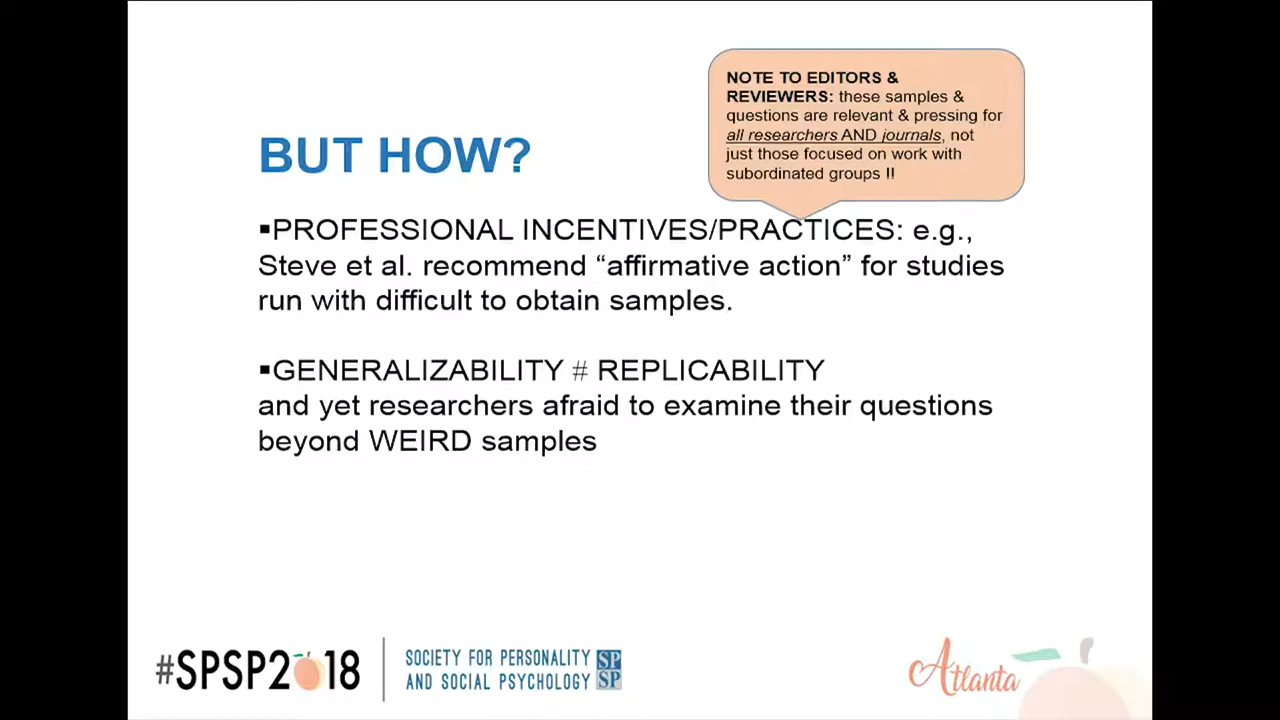 NOTE TO EDITORS &
REVIEWERS: these samples &
questions are relevant & pressing for
all researchers AND journals, not
just those focused on work with
subordinated groups !!
BUT HOW?
▪PROFESSIONAL INCENTIVES/PRACTICES: e.g.,
Steve et al. recommend “affirmative action” for studies
run with difficult to obtain samples.
▪GENERALIZABILITY # REPLICABILITY
and yet researchers afraid to examine their questions
beyond WEIRD samples
#SPSP2018
SOCIETY FOR PERSONALITY
AND SOCIAL PSYCHOLOGY
SP
SP
Atlanta